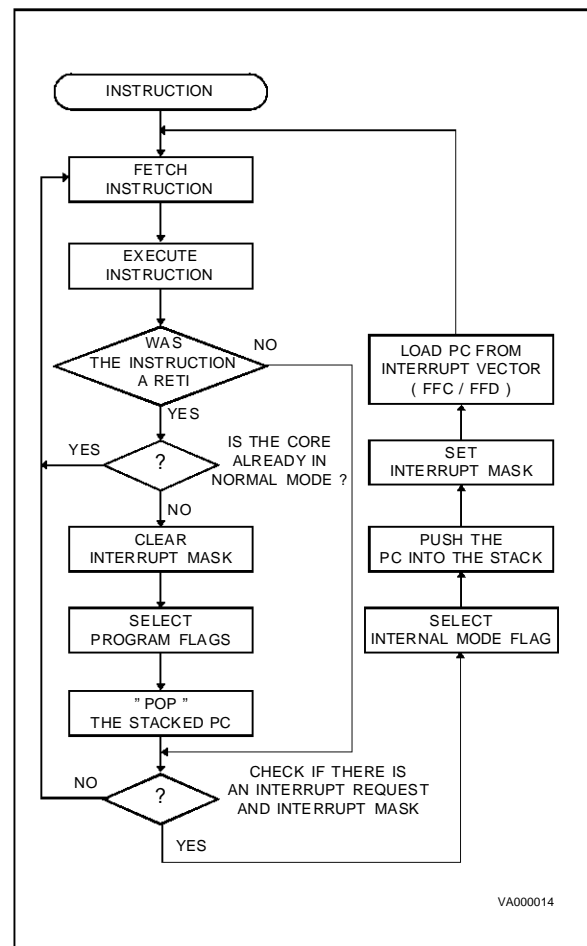 INSTRUCTION
FETCH
INSTRUCTION
EXECUTE
INSTRUCTION
WAS
THE INSTRUCTION
A RETI
NO
YES
YES
?
IS THE CORE
ALREADY IN
NORMAL MODE ?
NO
CLEAR
INTERRUPT MASK
SELECT
PROGRAM FLAGS
" POP "
THE STACKED PC
NO
?
CHECK IF THERE IS
AN INTERRUPT REQUEST
AND INTERRUPT MASK
YES
LOAD PC FROM
INTERRUPT VECTOR
( FFC / FFD )
SET
INTERRUPT MASK
PUSH THE
PC INTO THE STACK
SELECT
INTERNAL MODE FLAG
VA000014